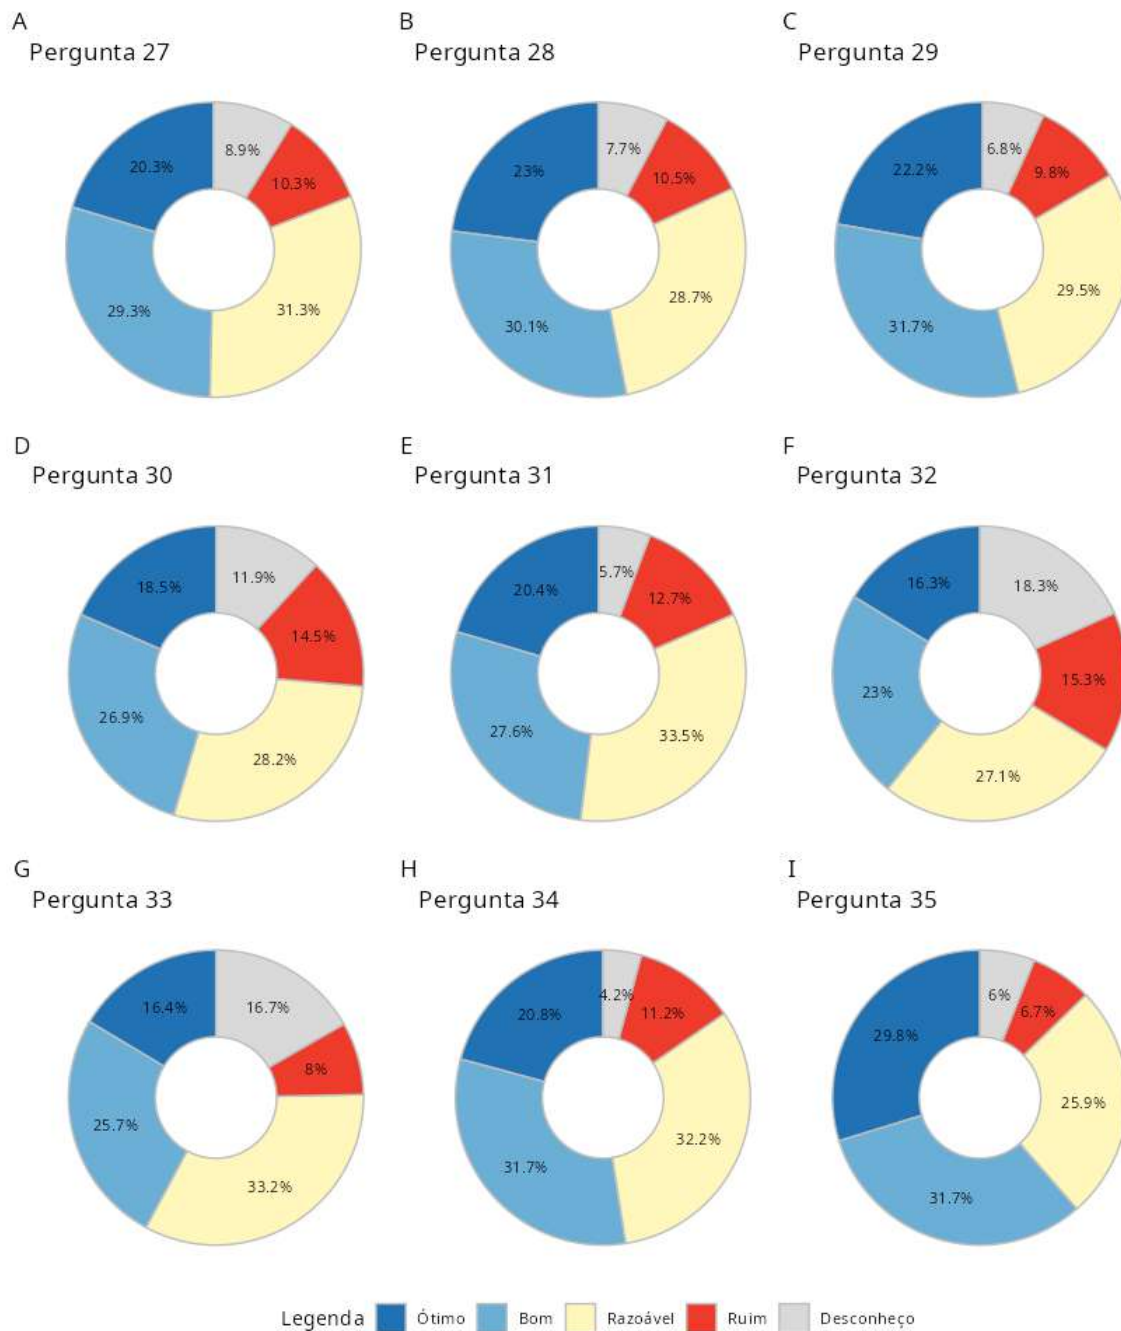 A
Pergunta 27
8.9%
10.3%
31.3%
29.3%
20.3%
B
Pergunta 28
7.7%
10.5%
28.7%
30.1%
23%
C
Pergunta 29
6.8%
9.8%
29.5%
31.7%
22.2%
D
Pergunta 30
11.9%
14.5%
28.2%
26.9%
18.5%
E
Pergunta 31
5.7%
12.7%
33.5%
27.6%
20.4%
F
Pergunta 32
18.3%
15.3%
27.1%
23%
16.3%
G
Pergunta 33
16.7%
8%
33.2%
25.7%
16.4%
H
Pergunta 34
4.2%
11.2%
32.2%
31.7%
20.8%
I
Pergunta 35
6%
6.7%
25.9%
31.7%
29.8%
Legenda Ótimo Bom Razoável Ruim Desconheço